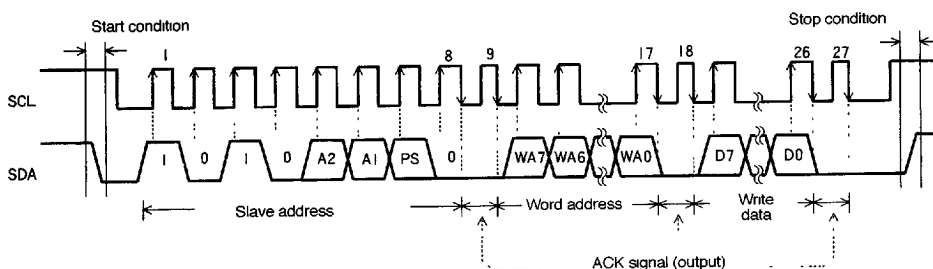 Start condition
Stop condition
1 8 9 17 18 26 27
SCL
SDA
1 0 1 0 A2 A1 PS 0 WA7 WA6 WA0 D7 D0
Slave address
Word address
Write
data
ACK signal (output)